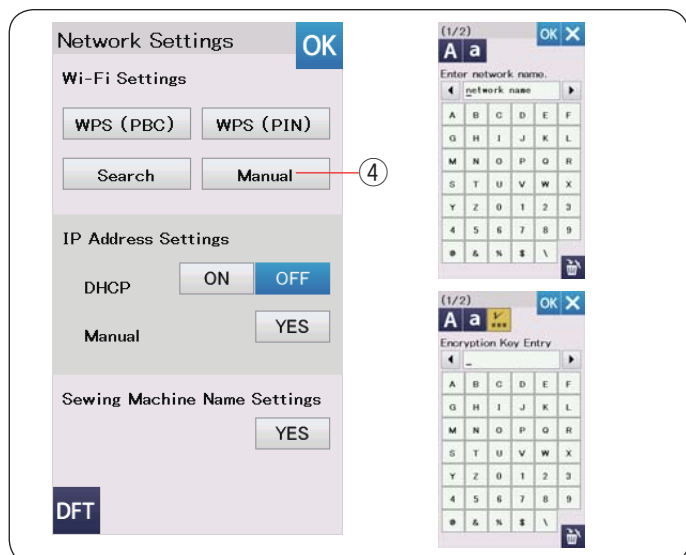 Network Settings
OK
Wi-Fi Settings
WPS (PBC) WPS (PIN)
Search Manual
④
IP Address Settings
DHCP ON OFF
Manual YES
Sewing Machine Name Settings
YES
DFT
(1/2) OK X
A a
Enter network name.
network name
A B C D E F
G H I J K L
M N O P Q R
S T U V W X
Y Z 0 1 2 3
4 5 6 7 8 9
@ & % $ \
(1/2) OK X
A a
Encryption Key Entry
_
A B C D E F
G H I J K L
M N O P Q R
S T U V W X
Y Z 0 1 2 3
4 5 6 7 8 9
@ & % $ \